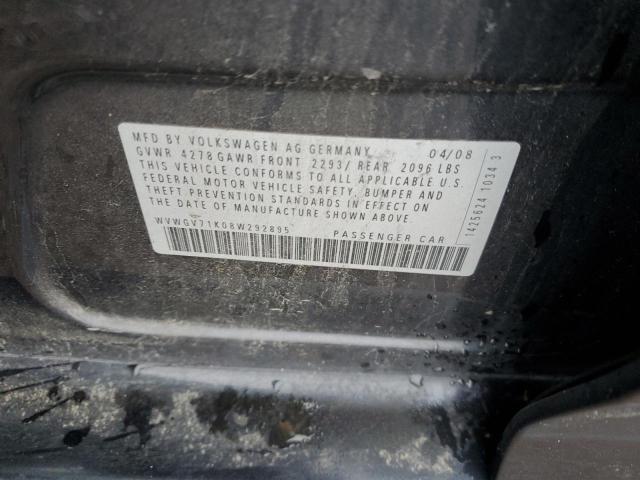 MFD BY VOLKSWAGEN AG GERMANY 04/08
GVWR 4278 GAWR FRONT 2293/ REAR 2096 LBS
THIS VEHICLE CONFORMS TO ALL APPLICABLE U.S.
FEDERAL MOTOR VEHICLE SAFETY, BUMPER AND
THEFT PREVENTION STANDARDS IN EFFECT ON
THE DATE OF MANUFACTURE SHOWN ABOVE.
WVWGV71K08W292895 PASSENGER CAR
1425624 1034 3